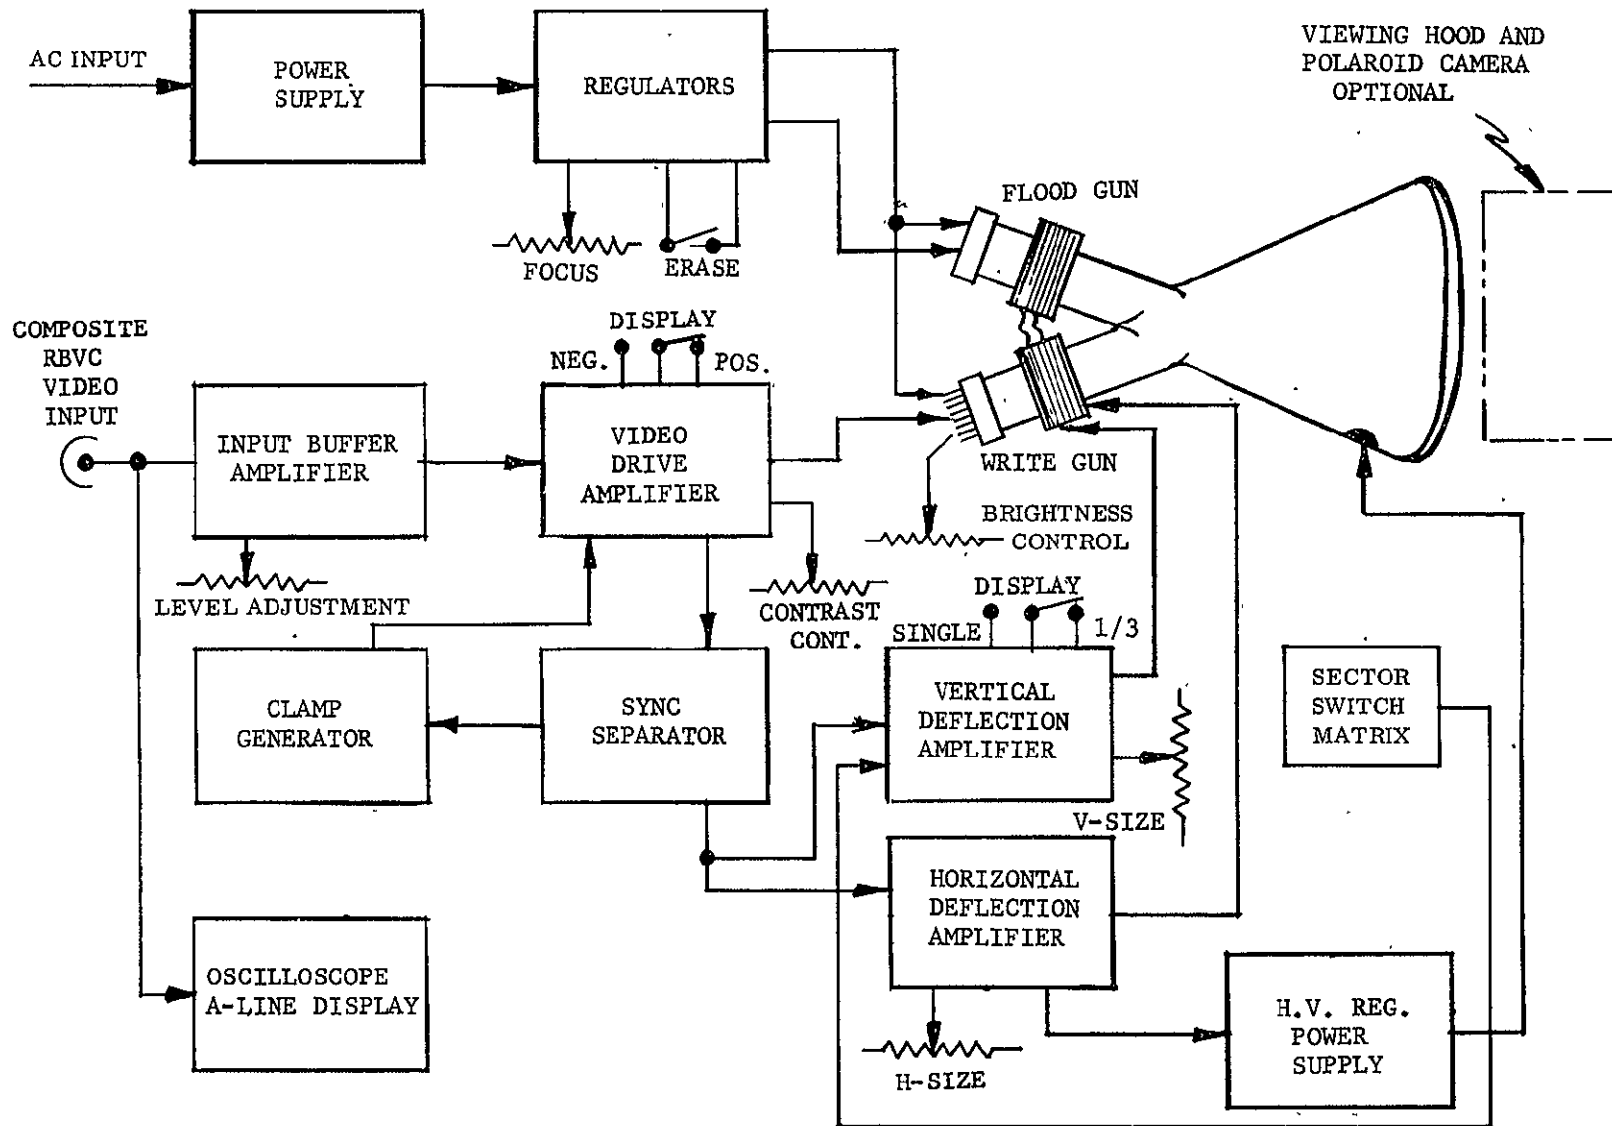 AC INPUT
POWER
SUPPLY
REGULATORS
VIEWING HOOD AND
POLAROID CAMERA
OPTIONAL
FLOOD GUN
FOCUS
ERASE
COMPOSITE
RBVC
VIDEO
INPUT
DISPLAY
NEG.
POS.
INPUT BUFFER
AMPLIFIER
VIDEO
DRIVE
AMPLIFIER
WRITE GUN
BRIGHTNESS
CONTROL
LEVEL ADJUSTMENT
CONTRAST
CONT.
DISPLAY
SINGLE
1/3
CLAMP
GENERATOR
SYNC
SEPARATOR
VERTICAL
DEFLECTION
AMPLIFIER
SECTOR
SWITCH
MATRIX
V-SIZE
HORIZONTAL
DEFLECTION
AMPLIFIER
OSCILLOSCOPE
A-LINE DISPLAY
H.V. REG.
POWER
SUPPLY
H-SIZE